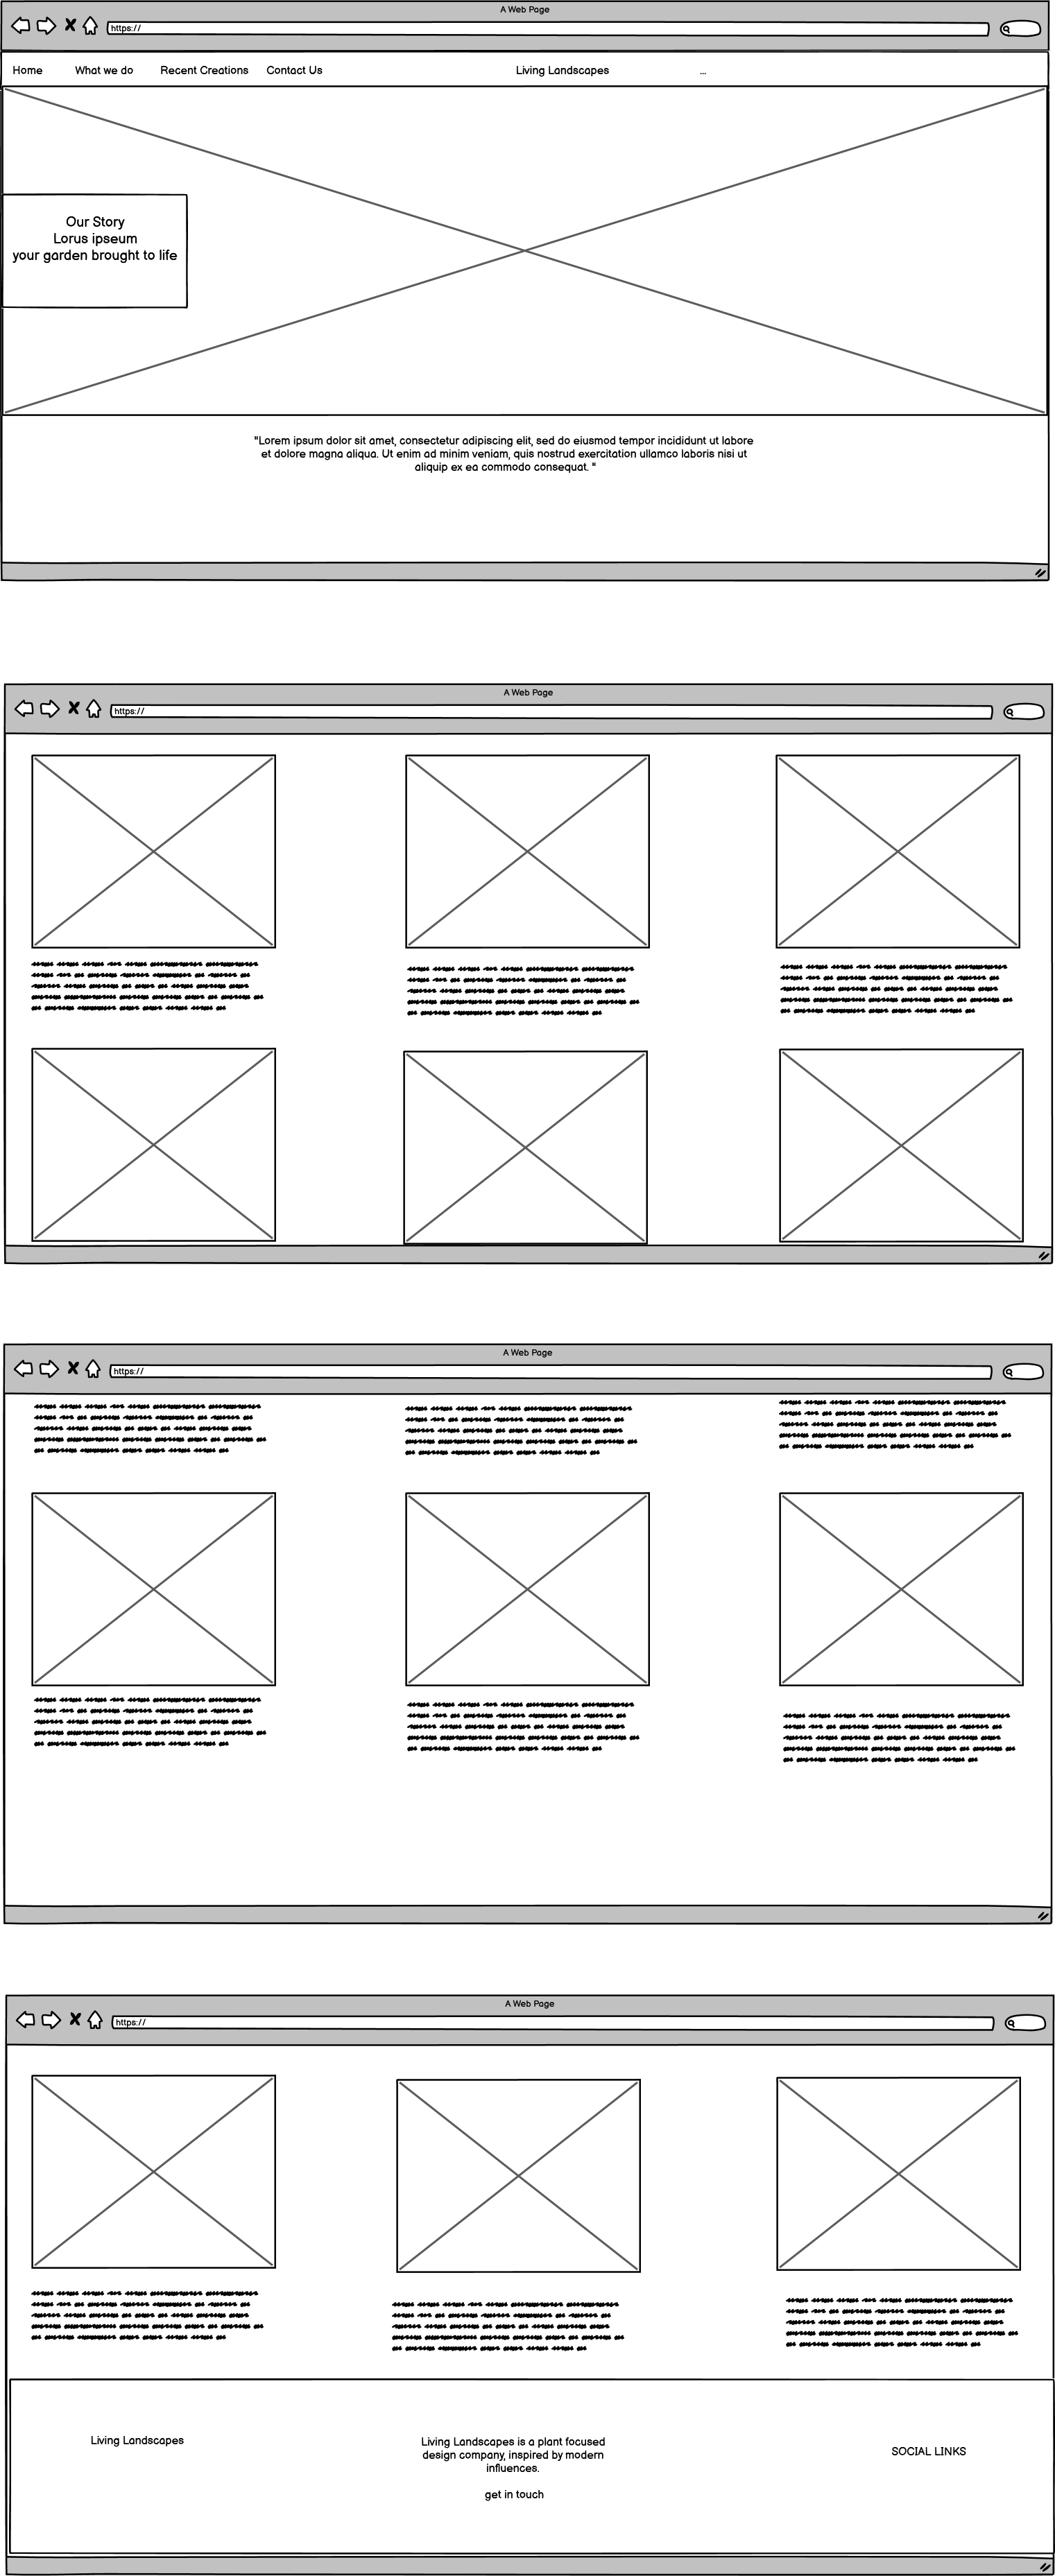 A Web Page
https://
Home What we do Recent Creations Contact Us Living Landscapes ...
Our Story
Lorus ipseum
your garden brought to life
"Lorem ipsum dolor sit amet, consectetur adipiscing elit, sed do eiusmod tempor incididunt ut labore
et dolore magna aliqua. Ut enim ad minim veniam, quis nostrud exercitation ullamco laboris nisi ut
aliquip ex ea commodo consequat. "
A Web Page
https://
A Web Page
https://
A Web Page
https://
Living Landscapes
Living Landscapes is a plant focused
design company, inspired by modern
influences.
get in touch
SOCIAL LINKS